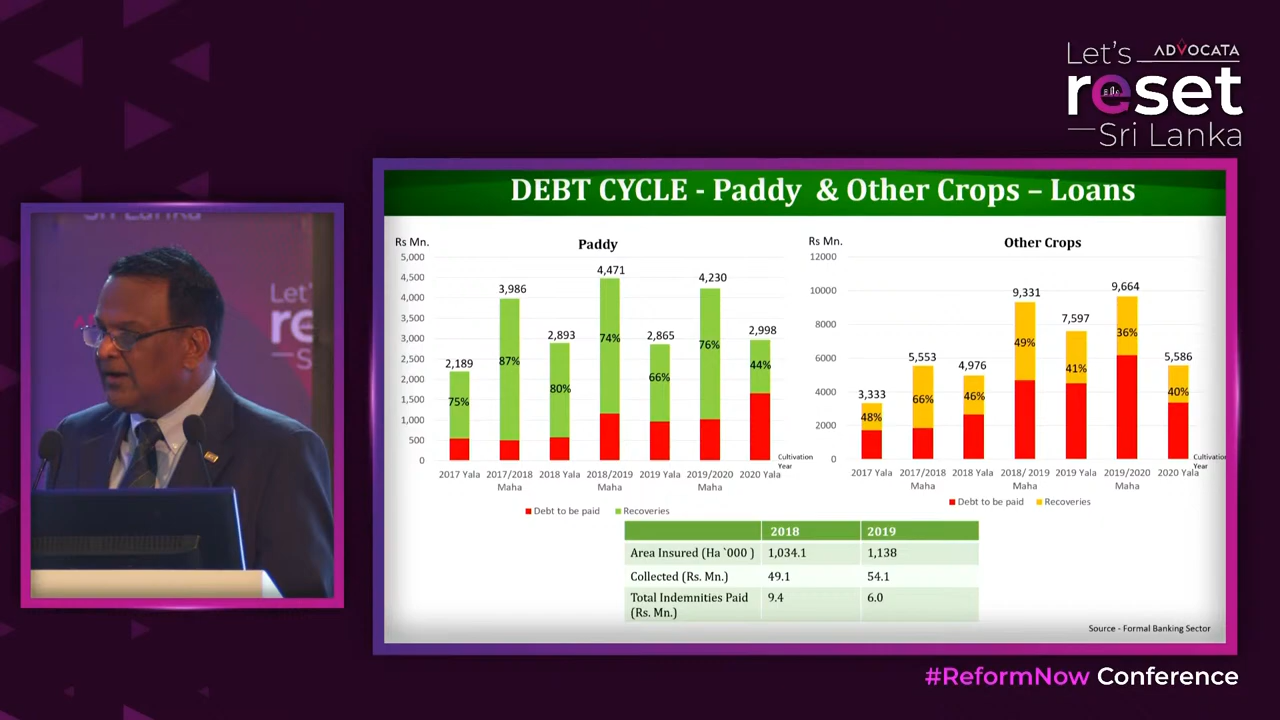 Let's ADVOCATA
reset
Sri Lanka
DEBT CYCLE - Paddy & Other Crops – Loans
Rs Mn.
Paddy
5,000
4,500
4,000
3,500
3,000
2,500
2,000
1,500
1,000
500
0
2,189
3,986
2,893
4,471
2,865
4,230
2,998
75%
87%
80%
74%
66%
76%
44%
2017 Yala
2017/2018 Maha
2018 Yala
2018/2019 Maha
2019 Yala
2019/2020 Maha
2020 Yala
Cultivation
Year
Debt to be paid
Recoveries
Rs Mn.
Other Crops
12000
10000
8000
6000
4000
2000
0
3,333
5,553
4,976
9,331
7,597
9,664
5,586
48%
66%
46%
49%
41%
36%
40%
2017 Yala
2017/2018 Maha
2018 Yala
2018/ 2019 Maha
2019 Yala
2019/2020 Maha
2020 Yala
Cultivation
Year
Debt to be paid
Recoveries
2018 2019
Area Insured (Ha `000 ) 1,034.1 1,138
Collected (Rs. Mn.) 49.1 54.1
Total Indemnities Paid 9.4 6.0
(Rs. Mn.)
Source - Formal Banking Sector
Sri Lanka
Let'
re
S
#ReformNow Conference